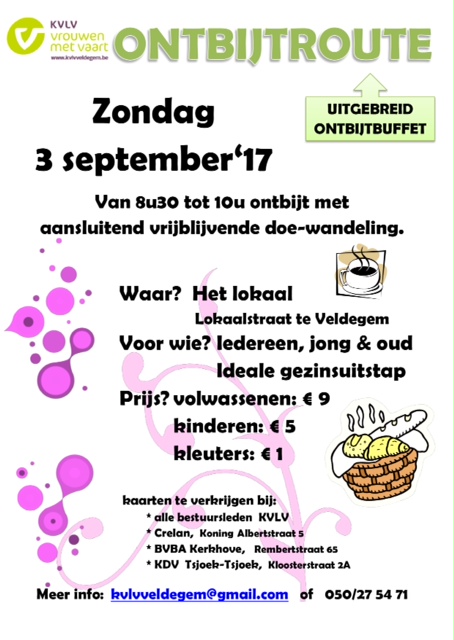 KVLV
vrouwen
met vaart
www.kvlvveldegem.be
ONTBIJTROUTE
UITGEBREID
ONTBIJTBUFFET
Zondag
3 september‘17
Van 8u30 tot 10u ontbijt met
aansluitend vrijblijvende doe-wandeling.
Waar? Het lokaal
Lokaalstraat te Veldegem
Voor wie? Iedereen, jong & oud
Ideale gezinsuitstap
Prijs? volwassenen: € 9
kinderen: € 5
kleuters: € 1
kaarten te verkrijgen bij:
* alle bestuursleden KVLV
* Crelan, Koning Albertstraat 5
* BVBA Kerkhove, Rembertstraat 65
* KDV Tsjoek-Tsjoek, Kloosterstraat 2A
Meer info: kvlvveldegem@gmail.com of 050/27 54 71